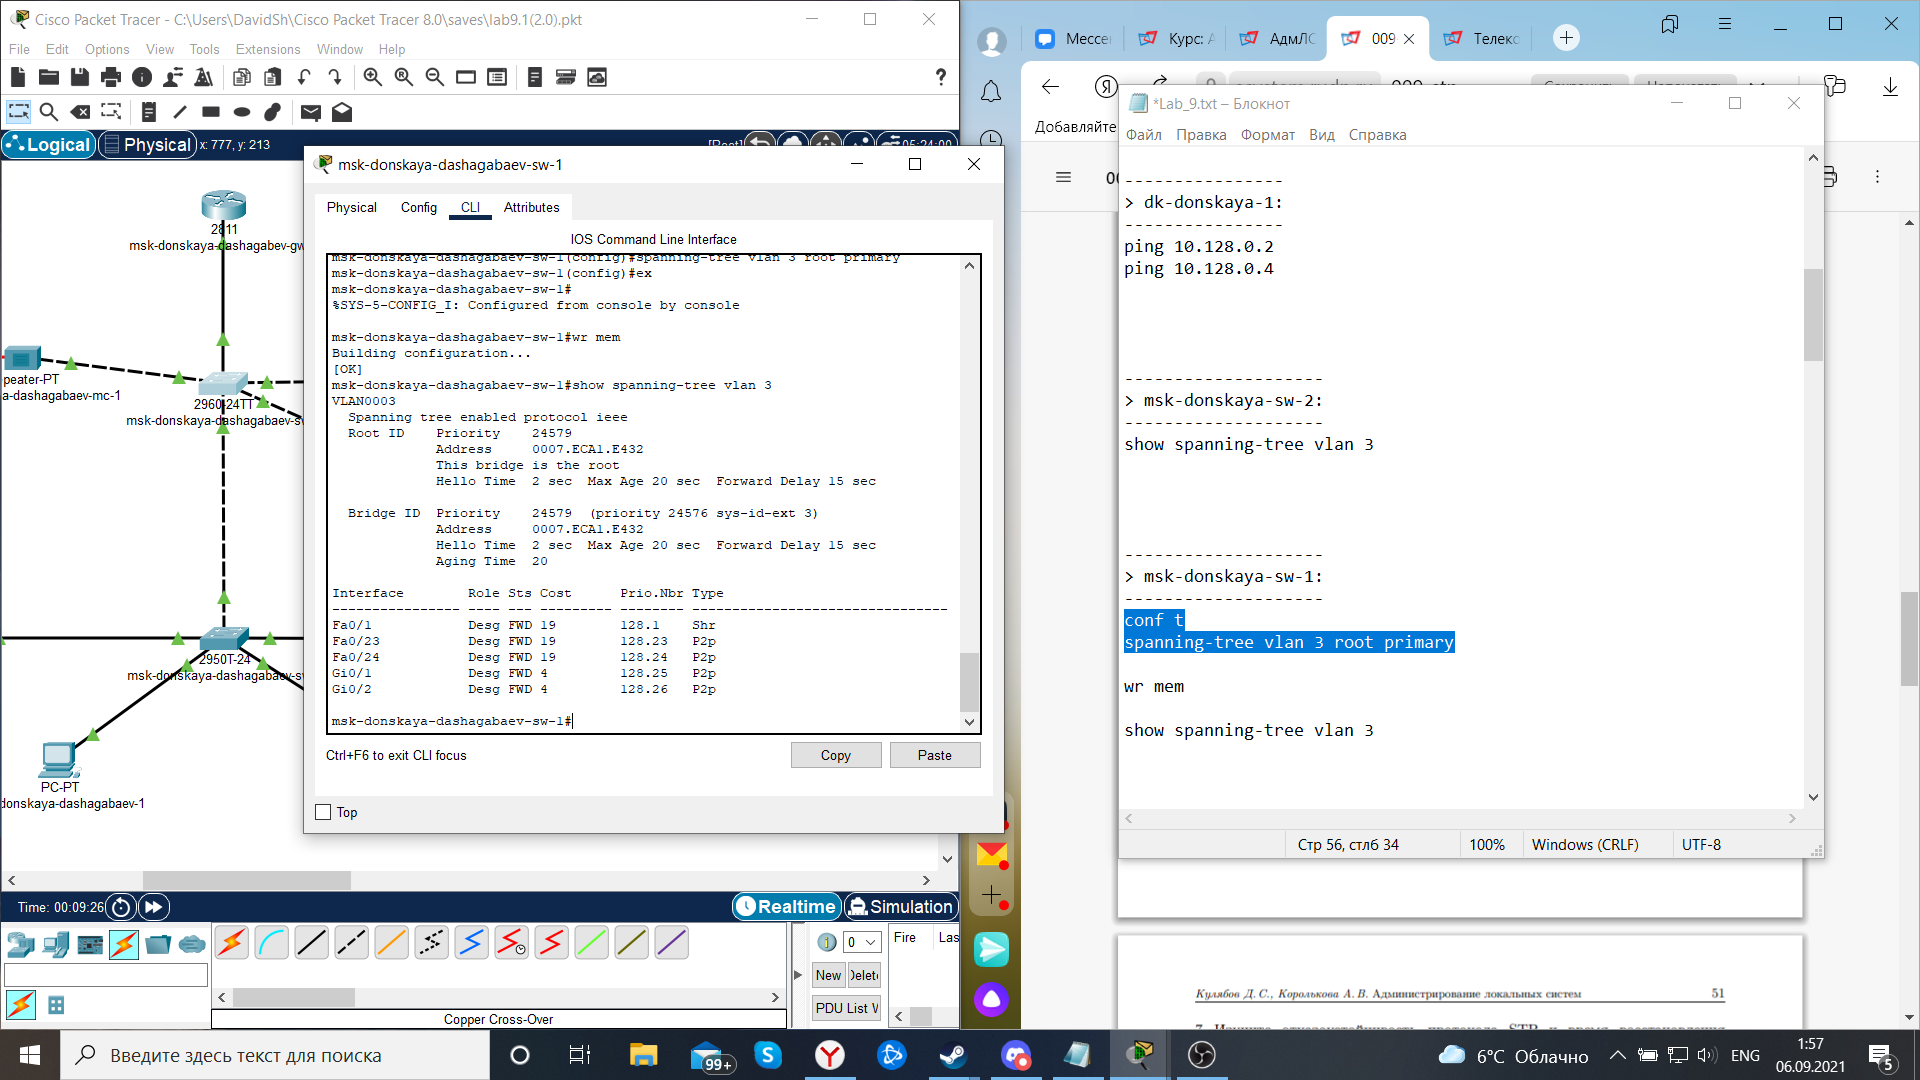 Cisco Packet Tracer - C:\Users\DavidSh\Cisco Packet Tracer 8.0\saves\lab9.1(2.0).pkt
File Edit Options View Tools Extensions Window Help
Logical Physical x: 777, y: 213
[Root] 05:24:00
2811
msk-donskaya-dashagabev-gw
peater-PT
a-dashagabaev-mc-1
2960-24TT
msk-donskaya-dashagabaev-sw
2950T-24
msk-donskaya-dashagabaev-sw
PC-PT
donskaya-dashagabaev-1
msk-donskaya-dashagabaev-sw-1
Physical Config CLI Attributes
IOS Command Line Interface
msk-donskaya-dashagabaev-sw-1(config)#spanning-tree vlan 3 root primary
msk-donskaya-dashagabaev-sw-1(config)#ex
msk-donskaya-dashagabaev-sw-1#
%SYS-5-CONFIG_I: Configured from console by console
msk-donskaya-dashagabaev-sw-1#wr mem
Building configuration...
[OK]
msk-donskaya-dashagabaev-sw-1#show spanning-tree vlan 3
VLAN0003
Spanning tree enabled protocol ieee
Root ID Priority 24579
Address 0007.ECA1.E432
This bridge is the root
Hello Time 2 sec Max Age 20 sec Forward Delay 15 sec
Bridge ID Priority 24579 (priority 24576 sys-id-ext 3)
Address 0007.ECA1.E432
Hello Time 2 sec Max Age 20 sec Forward Delay 15 sec
Aging Time 20
Interface Role Sts Cost Prio.Nbr Type
---------------- ---- --- --------- -------- --------------------------------
Fa0/1 Desg FWD 19 128.1 Shr
Fa0/23 Desg FWD 19 128.23 P2p
Fa0/24 Desg FWD 19 128.24 P2p
Gi0/1 Desg FWD 4 128.25 P2p
Gi0/2 Desg FWD 4 128.26 P2p
msk-donskaya-dashagabaev-sw-1#
Ctrl+F6 to exit CLI focus
Copy Paste
Top
Time: 00:09:26
Realtime Simulation
0
New Delete
PDU List W
Fire Las
Copper Cross-Over
Мессен
Курс: А
АдмЛС
009
Телекс
Добавляйте
*Lab_9.txt – Блокнот
Файл Правка Формат Вид Справка
----------------
> dk-donskaya-1:
----------------
ping 10.128.0.2
ping 10.128.0.4
--------------------
> msk-donskaya-sw-2:
--------------------
show spanning-tree vlan 3
--------------------
> msk-donskaya-sw-1:
--------------------
conf t
spanning-tree vlan 3 root primary
wr mem
show spanning-tree vlan 3
Стр 56, стлб 34 100% Windows (CRLF) UTF-8
Кулябов Д. С., Королькова А. В. Администрирование локальных систем 51
Введите здесь текст для поиска
99+
6°C Облачно
ENG
1:57
06.09.2021
5